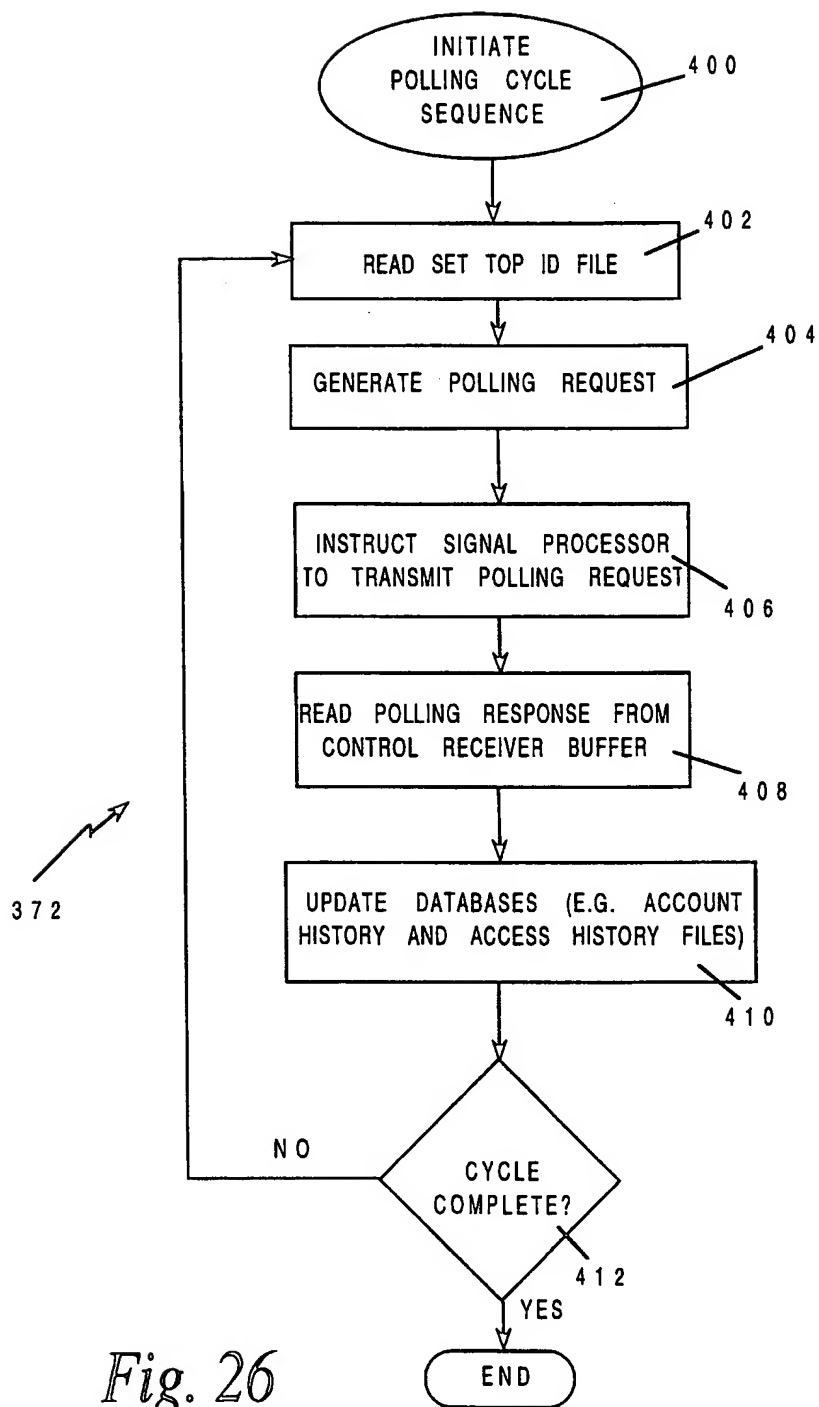 INITIATE
POLLING CYCLE
SEQUENCE
400
402
READ SET TOP ID FILE
404
GENERATE POLLING REQUEST
INSTRUCT SIGNAL PROCESSOR
TO TRANSMIT POLLING REQUEST
406
READ POLLING RESPONSE FROM
CONTROL RECEIVER BUFFER
408
372
UPDATE DATABASES (E.G. ACCOUNT
HISTORY AND ACCESS HISTORY FILES)
410
NO
CYCLE
COMPLETE?
412
YES
END
Fig. 26